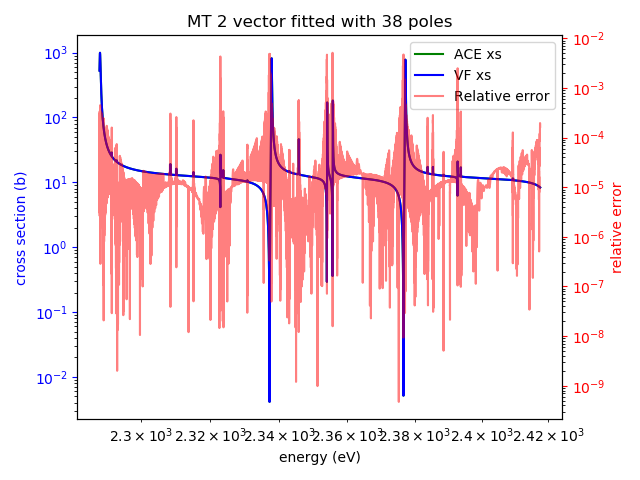 MT 2 vector fitted with 38 poles
ACE xs
VF xs
Relative error
cross section (b)
10³
10²
10¹
10⁰
10⁻¹
10⁻²
relative error
10⁻²
10⁻³
10⁻⁴
10⁻⁵
10⁻⁶
10⁻⁷
10⁻⁸
10⁻⁹
2.3 × 10³ 2.32 × 10³ 2.34 × 10³ 2.36 × 10³ 2.38 × 10³ 2.4 × 10³ 2.42 × 10³
energy (eV)